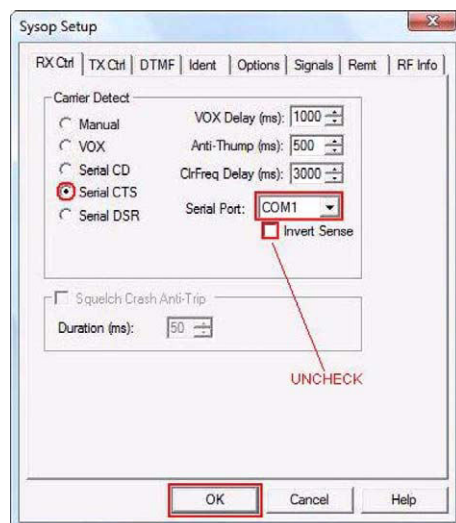 Sysop Setup
RX Ctrl TX Ctrl DTMF Ident Options Signals Remt RF Info
Carrier Detect
Manual
VOX
Serial CD
Serial CTS
Serial DSR
VOX Delay (ms): 1000
Anti-Thump (ms): 500
ClrFreq Delay (ms): 3000
Serial Port: COM1
Invert Sense
Squelch Crash Anti-Trip
Duration (ms): 50
UNCHECK
OK Cancel Help